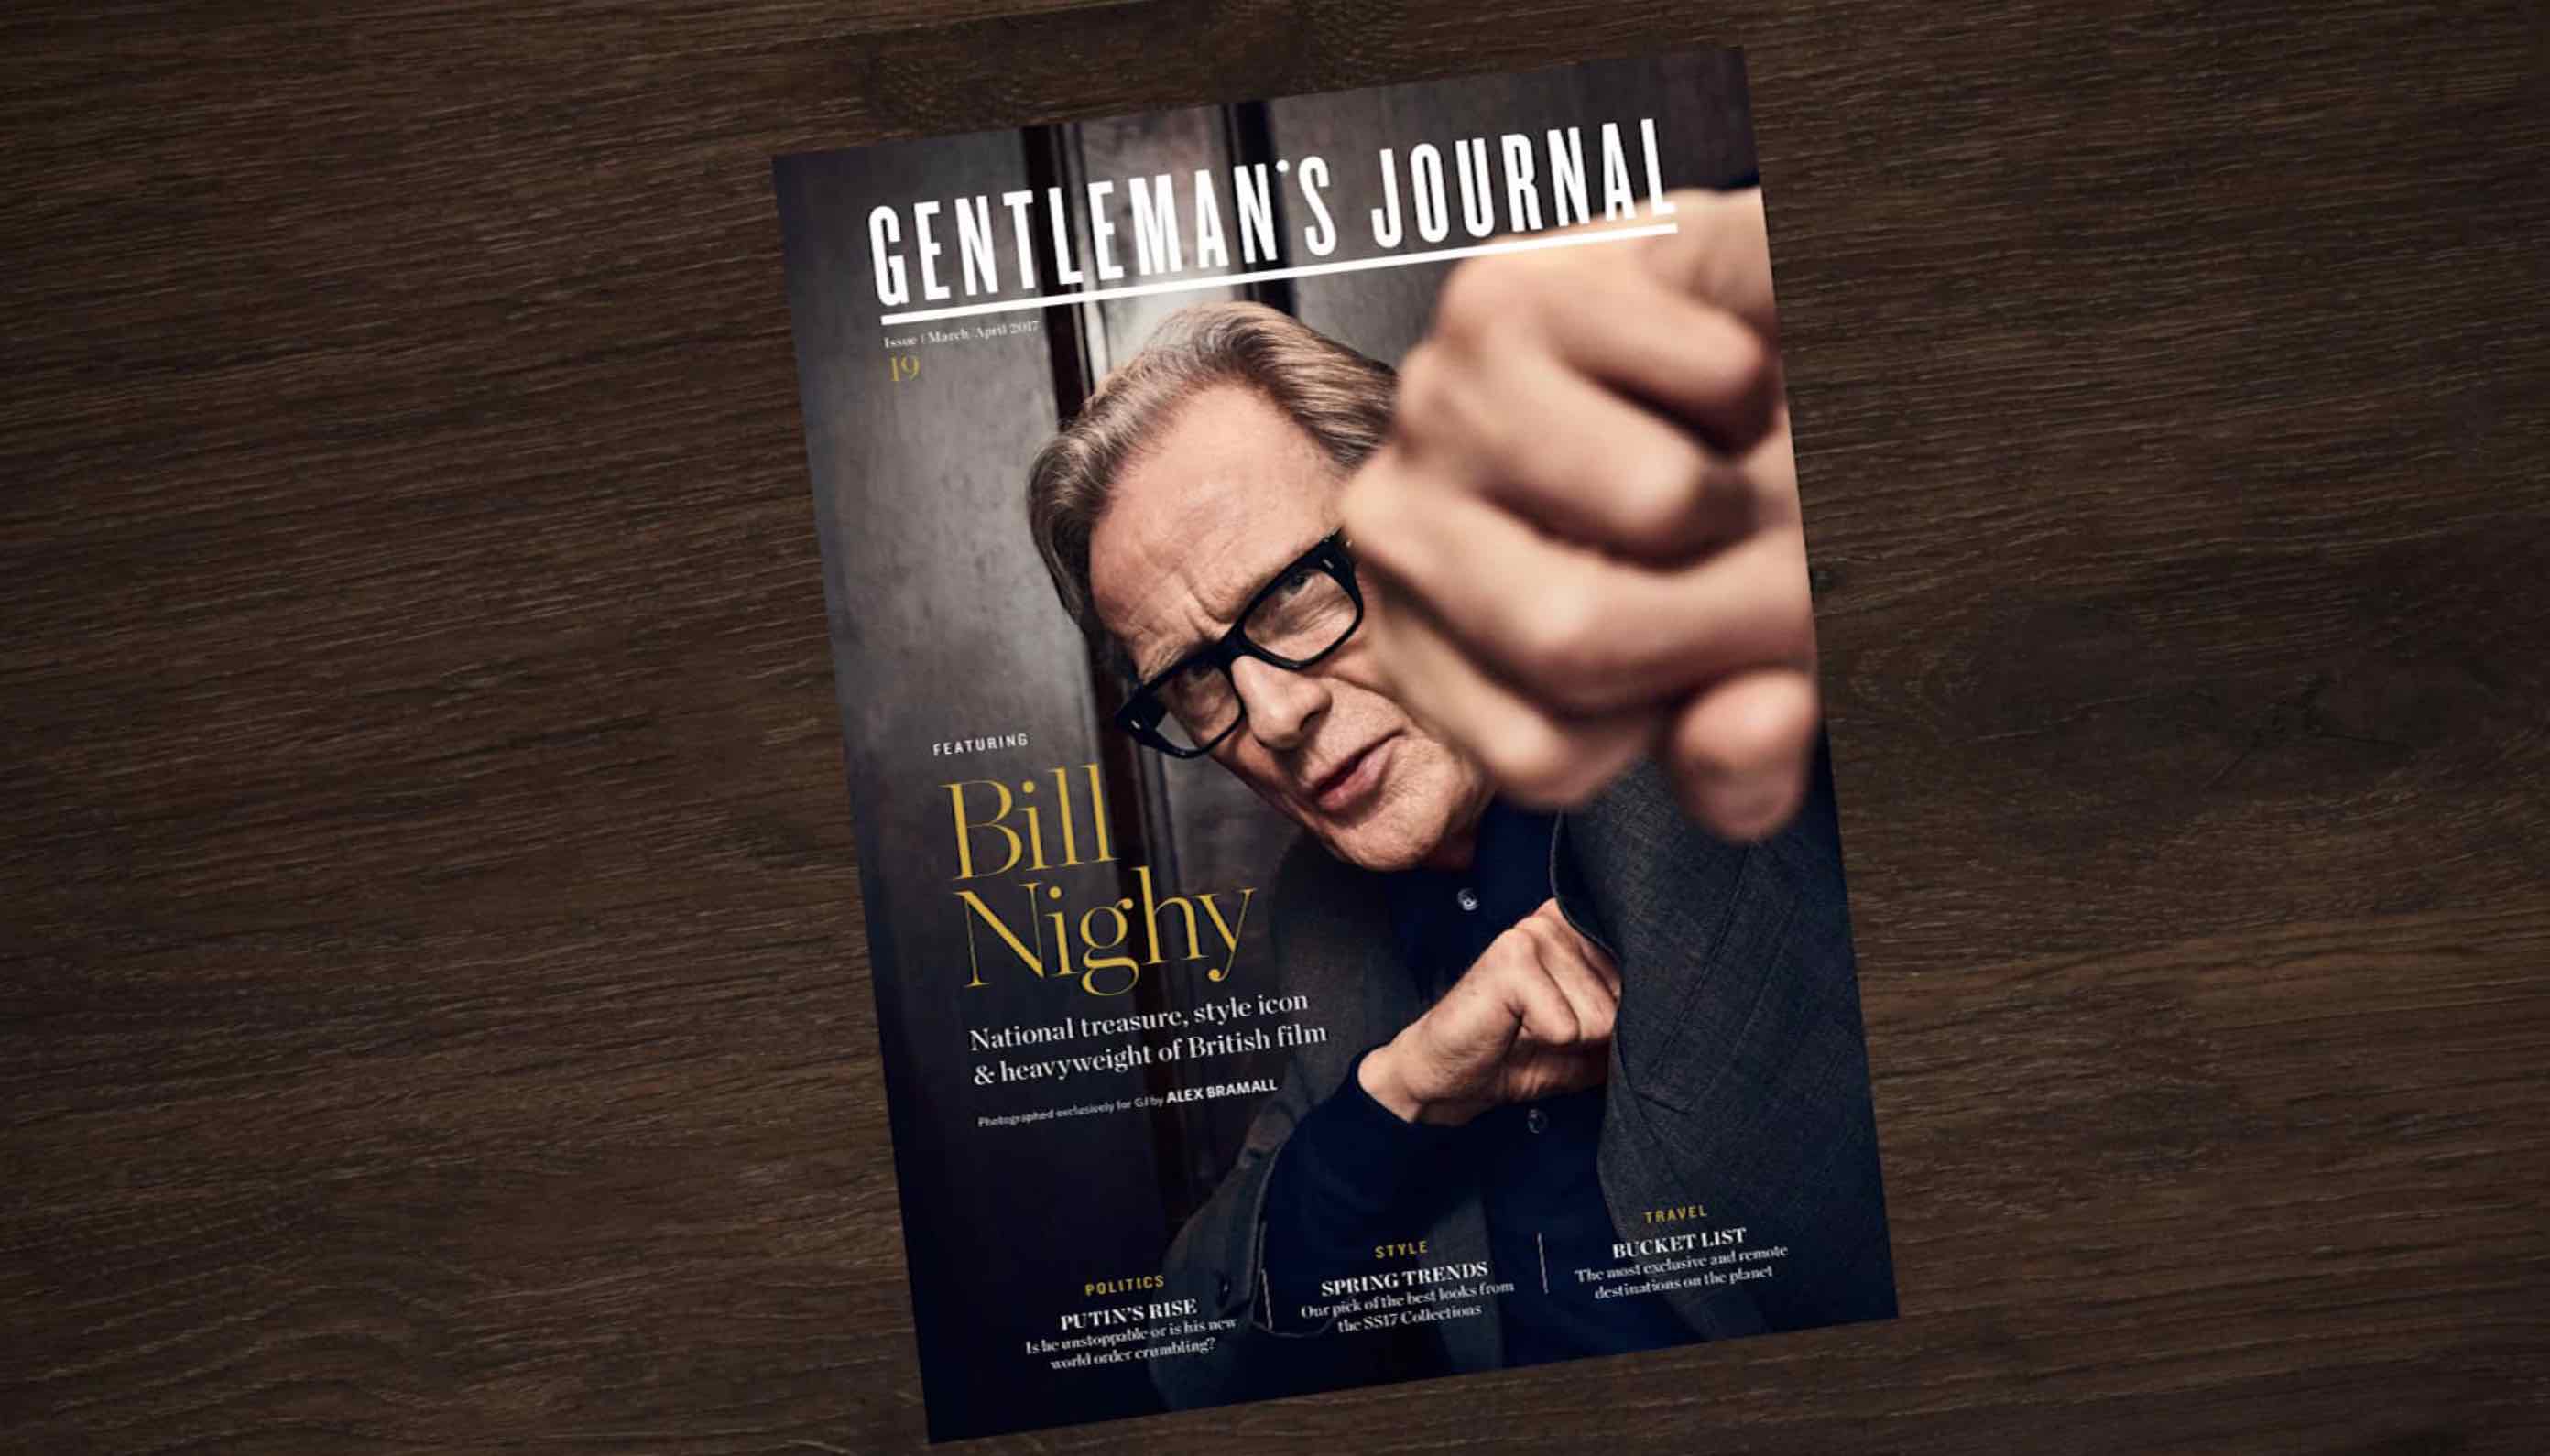 GENTLEMAN'S JOURNAL
Issue | March/April 2017
19
FEATURING
Bill
Nighy
National treasure, style icon
& heavyweight of British film
Photographed exclusively for GJ by ALEX BRAMALL
POLITICS
PUTIN'S RISE
Is he unstoppable or is his new
world order crumbling?
STYLE
SPRING TRENDS
Our pick of the best looks from
the SS17 Collections
TRAVEL
BUCKET LIST
The most exclusive and remote
destinations on the planet